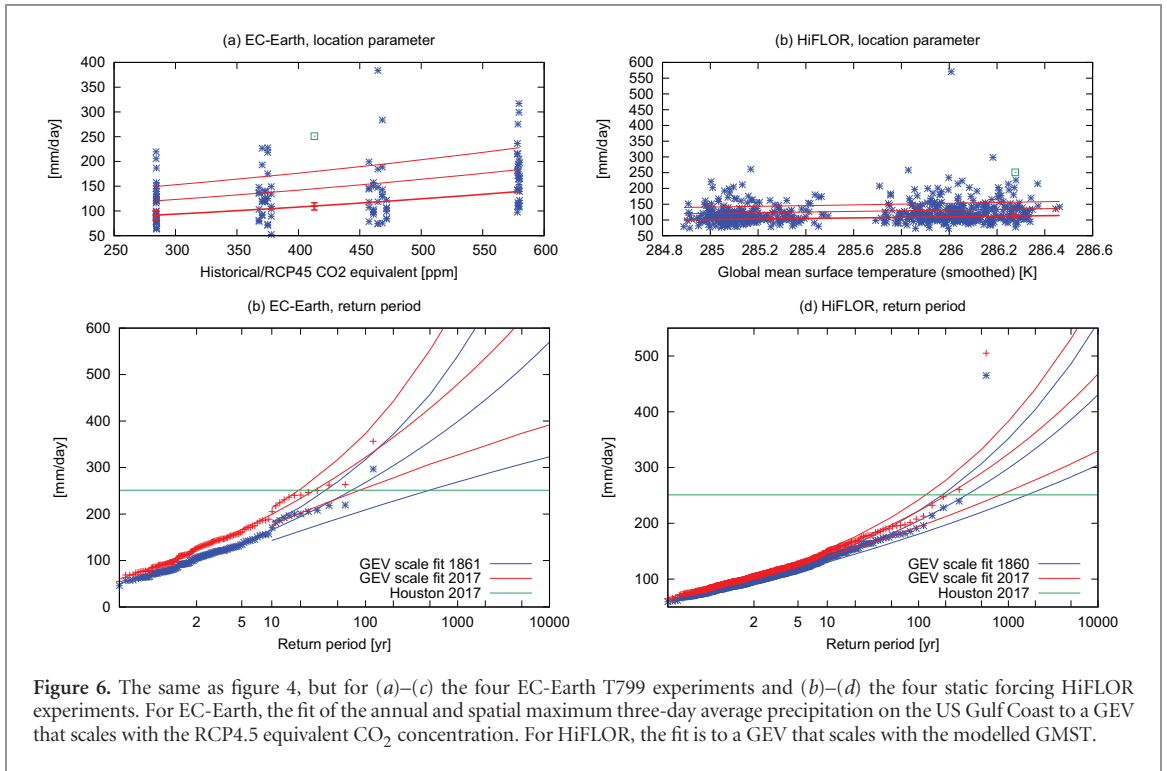 (a) EC-Earth, location parameter
400
350
300
250
200
150
100
50
[mm/day]
250 300 350 400 450 500 550 600
Historical/RCP45 CO2 equivalent [ppm]
(b) HiFLOR, location parameter
600
550
500
450
400
350
300
250
200
150
100
50
[mm/day]
284.8 285 285.2 285.4 285.6 285.8 286 286.2 286.4 286.6
Global mean surface temperature (smoothed) [K]
(b) EC-Earth, return period
600
500
400
300
200
100
0
[mm/day]
GEV scale fit 1861
GEV scale fit 2017
Houston 2017
2 5 10 100 1000 10000
Return period [yr]
(d) HiFLOR, return period
500
400
300
200
100
[mm/day]
GEV scale fit 1860
GEV scale fit 2017
Houston 2017
2 5 10 100 1000 10000
Return period [yr]
Figure 6. The same as figure 4, but for (a)–(c) the four EC-Earth T799 experiments and (b)–(d) the four static forcing HiFLOR
experiments. For EC-Earth, the fit of the annual and spatial maximum three-day average precipitation on the US Gulf Coast to a GEV
that scales with the RCP4.5 equivalent CO2 concentration. For HiFLOR, the fit is to a GEV that scales with the modelled GMST.